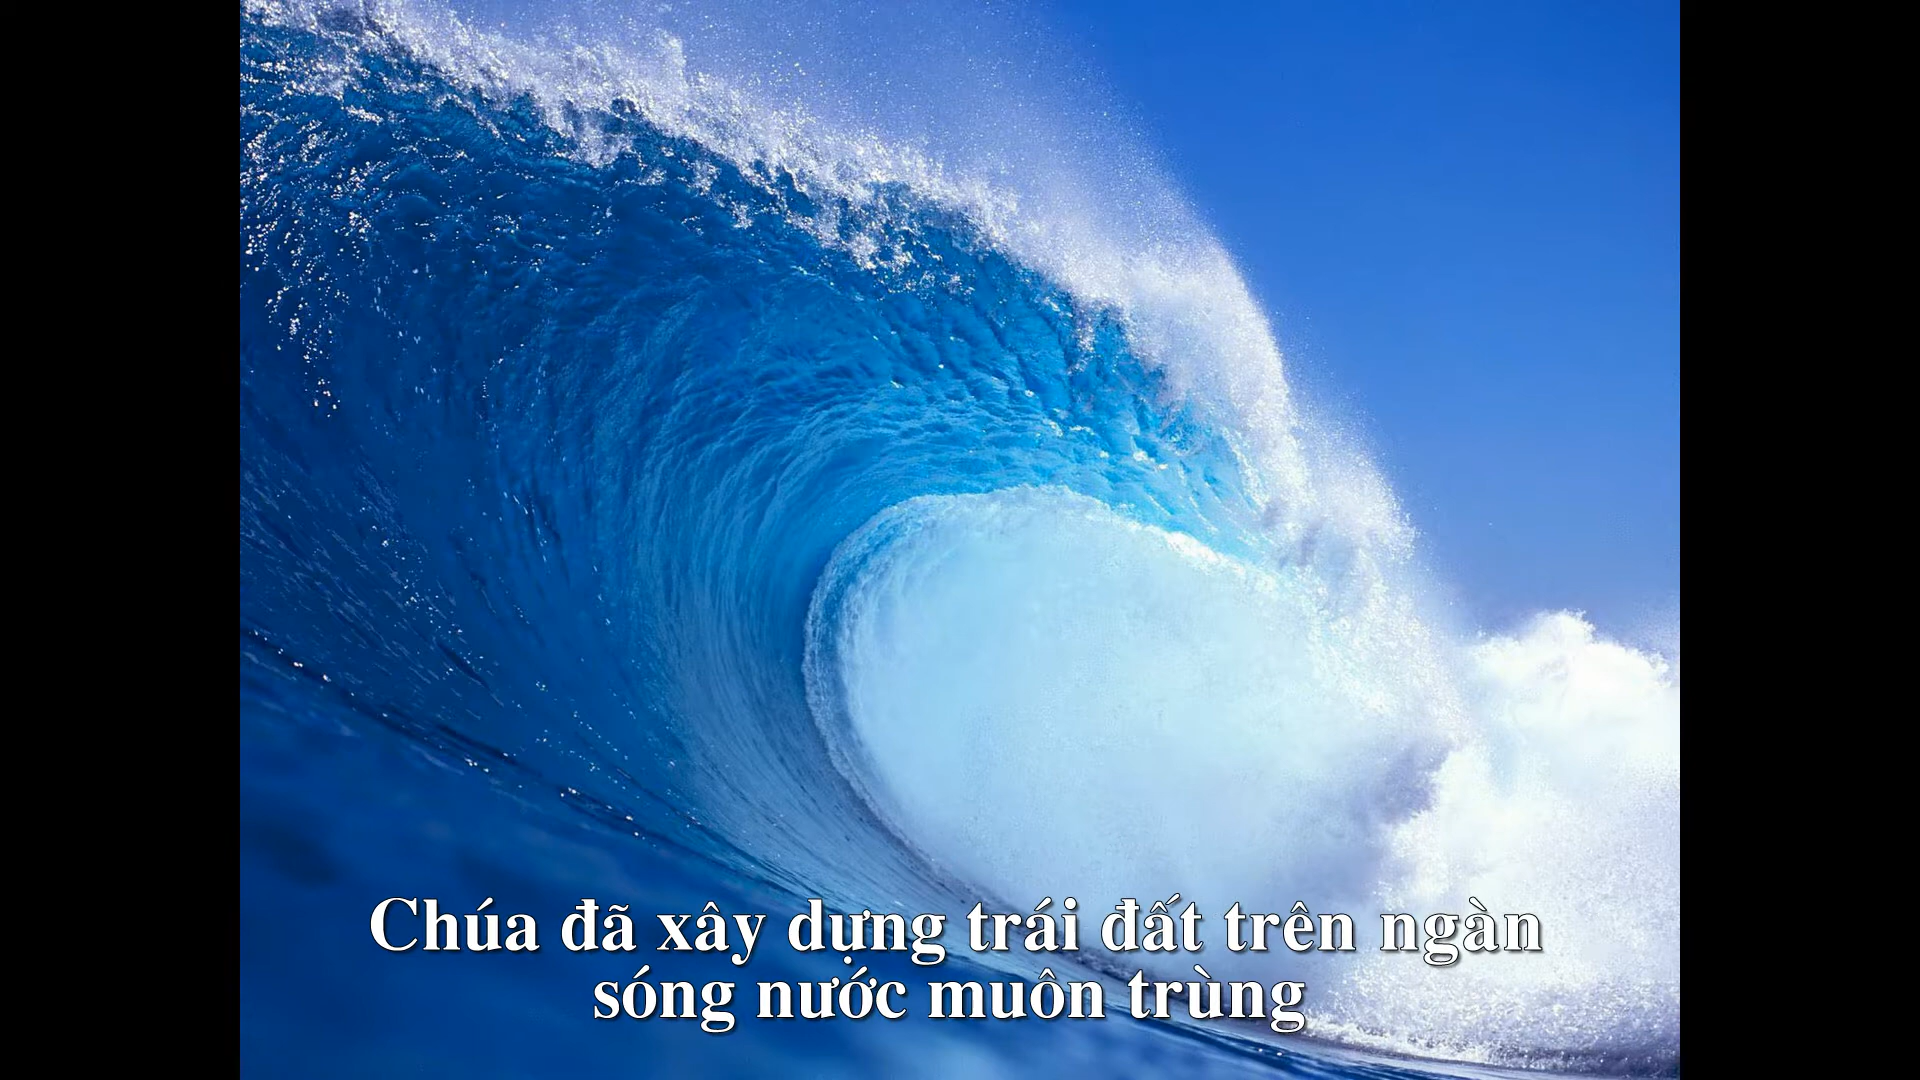 Chúa đã xây dựng trái đất trên ngàn
sóng nước muôn trùng